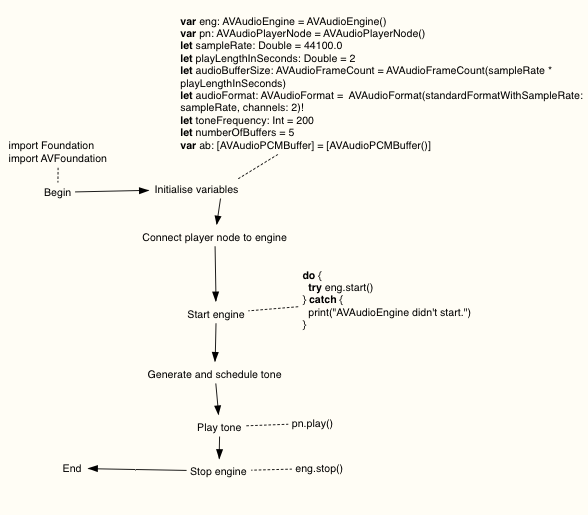 var eng: AVAudioEngine = AVAudioEngine()
var pn: AVAudioPlayerNode = AVAudioPlayerNode()
let sampleRate: Double = 44100.0
let playLengthInSeconds: Double = 2
let audioBufferSize: AVAudioFrameCount = AVAudioFrameCount(sampleRate *
playLengthInSeconds)
let audioFormat: AVAudioFormat =  AVAudioFormat(standardFormatWithSampleRate:
sampleRate, channels: 2)!
let toneFrequency: Int = 200
let numberOfBuffers = 5
var ab: [AVAudioPCMBuffer] = [AVAudioPCMBuffer()]
import Foundation
import AVFoundation
Begin
Initialise variables
Connect player node to engine
Start engine
do {
try eng.start()
} catch {
print("AVAudioEngine didn't start.")
}
Generate and schedule tone
Play tone
pn.play()
Stop engine
eng.stop()
End